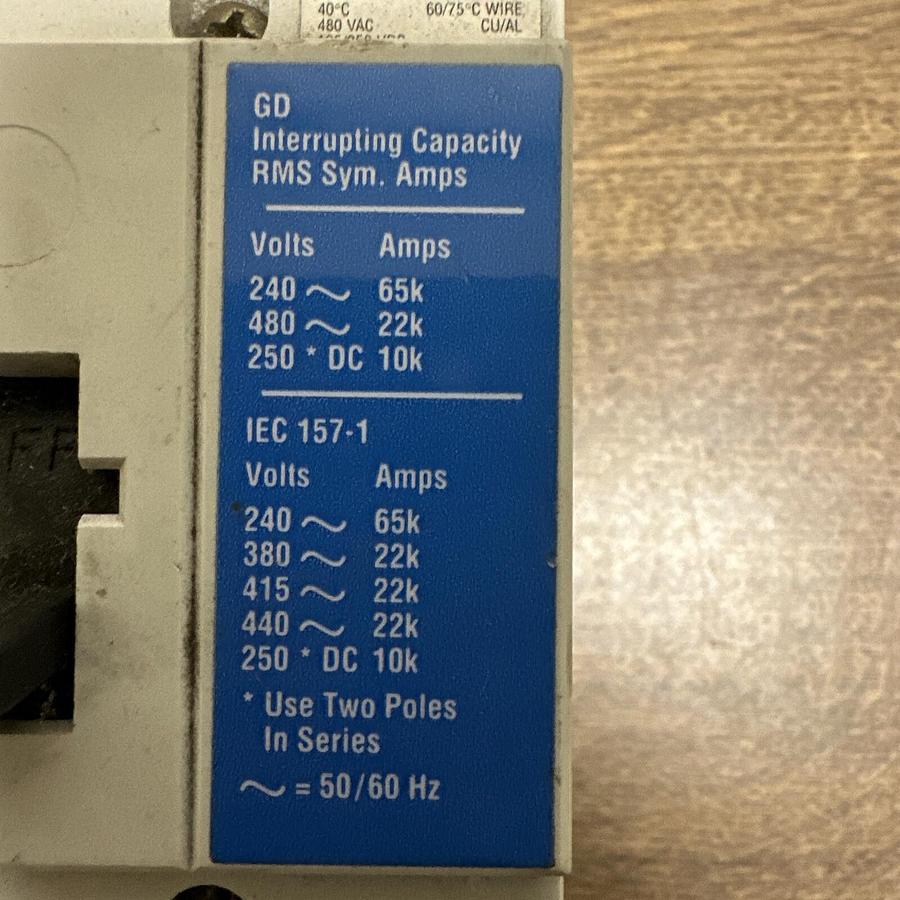 40°C 60/75°C WIRE
480 VAC CU/AL
GD
Interrupting Capacity
RMS Sym. Amps
Volts Amps
240 ~ 65k
480 ~ 22k
250 * DC 10k
IEC 157-1
Volts Amps
240 ~ 65k
380 ~ 22k
415 ~ 22k
440 ~ 22k
250 * DC 10k
* Use Two Poles
In Series
~ = 50/60 Hz